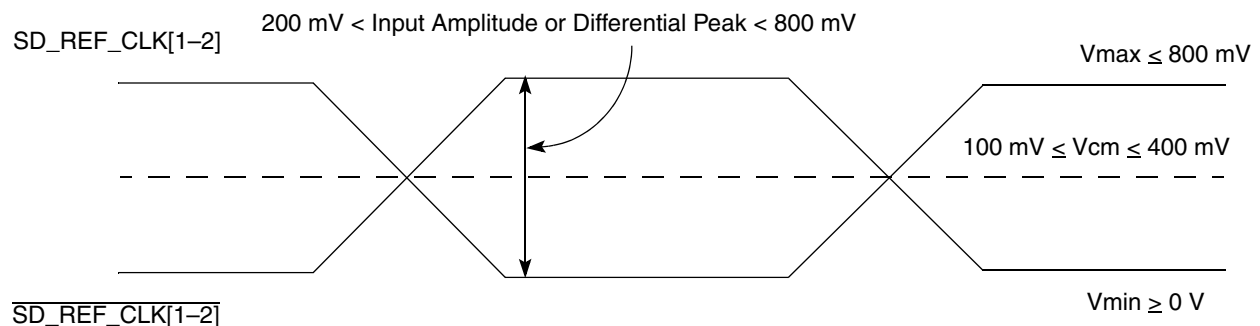 200 mV < Input Amplitude or Differential Peak < 800 mV
SD_REF_CLK[1–2]
Vmax ≤ 800 mV
100 mV ≤ Vcm ≤ 400 mV
Vmin ≥ 0 V
S̅D̅_̅R̅E̅F̅_̅C̅L̅K̅[̅1̅–̅2̅]̅